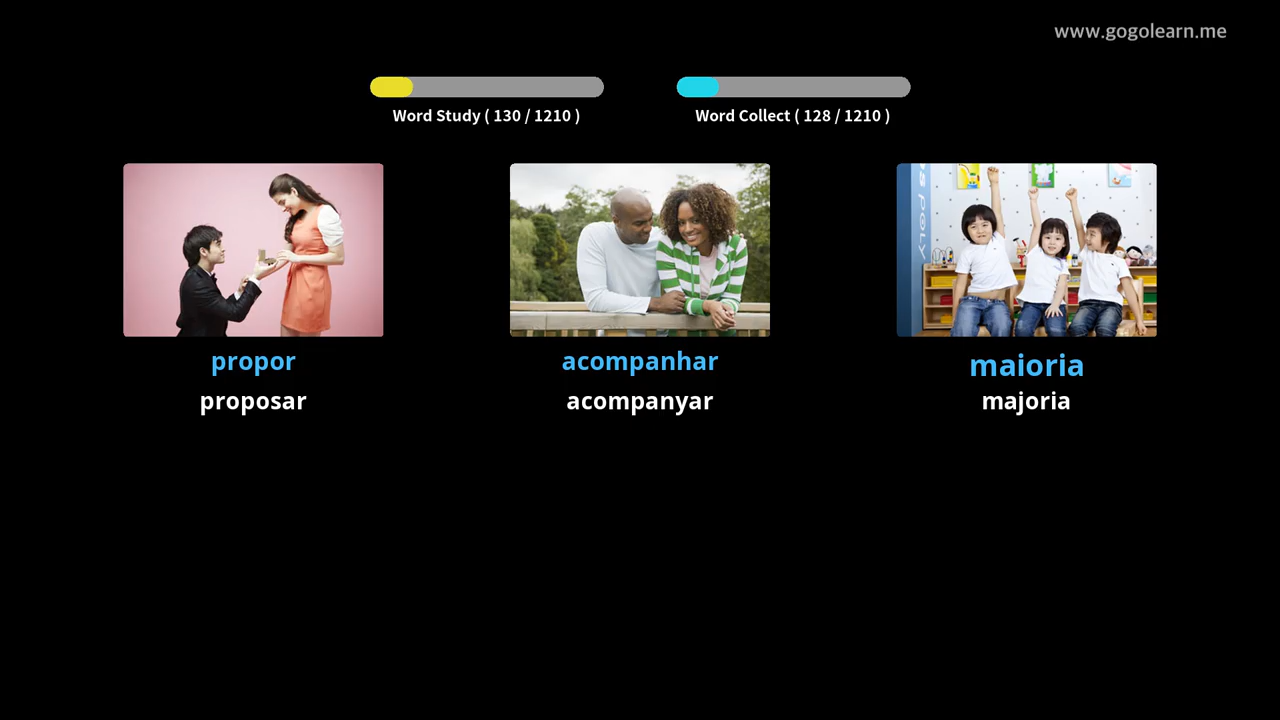 www.gogolearn.me
Word Study ( 130 / 1210 )
Word Collect ( 128 / 1210 )
propor
proposar
acompanhar
acompanyar
maioria
majoria